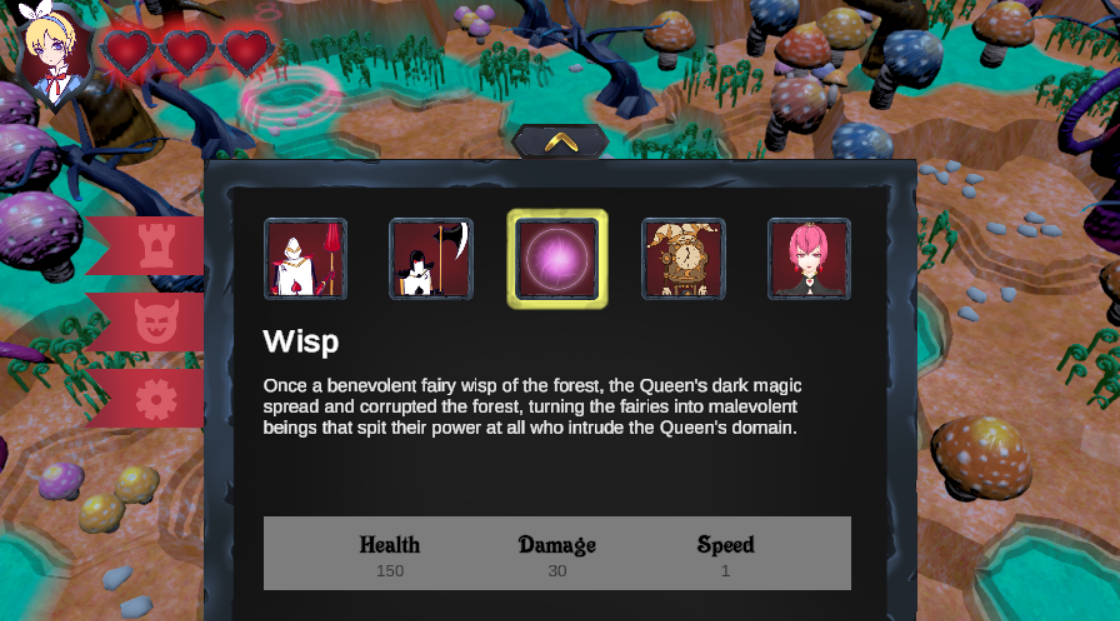 Wisp
Once a benevolent fairy wisp of the forest, the Queen's dark magic
spread and corrupted the forest, turning the fairies into malevolent
beings that spit their power at all who intrude the Queen's domain.
Health Damage Speed
150 30 1